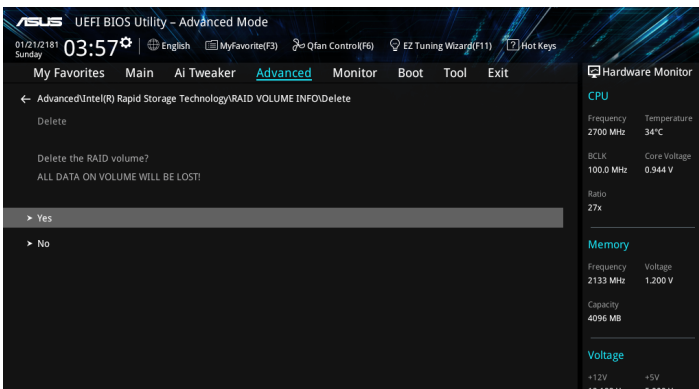 ASUS UEFI BIOS Utility – Advanced Mode
01/21/2181 Sunday 03:57 English MyFavorite(F3) Qfan Control(F6) EZ Tuning Wizard(F11) ? Hot Keys
My Favorites Main Ai Tweaker Advanced Monitor Boot Tool Exit
← Advanced\Intel(R) Rapid Storage Technology\RAID VOLUME INFO\Delete
Delete
Delete the RAID volume?
ALL DATA ON VOLUME WILL BE LOST!
> Yes
> No
Hardware Monitor
CPU
Frequency Temperature
2700 MHz 34°C
BCLK Core Voltage
100.0 MHz 0.944 V
Ratio
27x
Memory
Frequency Voltage
2133 MHz 1.200 V
Capacity
4096 MB
Voltage
+12V +5V